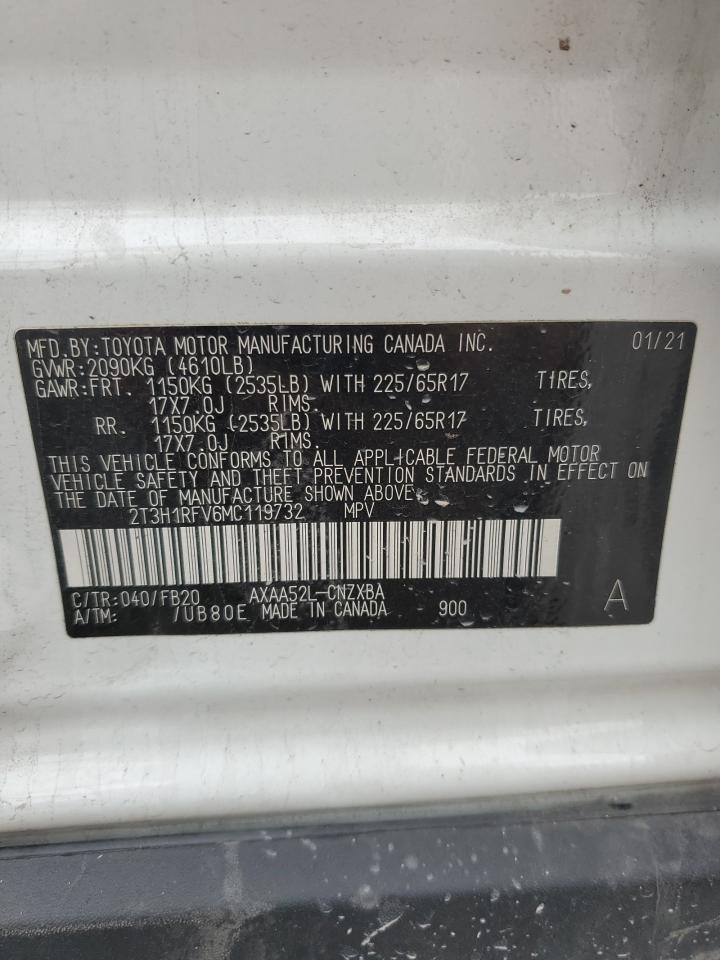 MFD.BY:TOYOTA MOTOR MANUFACTURING CANADA INC. 01/21
GVWR:2090KG (4610LB)
GAWR:FRT. 1150KG (2535LB) WITH 225/65R17 TIRES,
17X7.0J RIMS.
RR. 1150KG (2535LB) WITH 225/65R17 TIRES,
17X7.0J RIMS.
THIS VEHICLE CONFORMS TO ALL APPLICABLE FEDERAL MOTOR
VEHICLE SAFETY AND THEFT PREVENTION STANDARDS IN EFFECT ON
THE DATE OF MANUFACTURE SHOWN ABOVE.
2T3H1RFV6MC119732 MPV
C/TR:040/FB20 AXAA52L-CNZXBA
A/TM: /UB80E MADE IN CANADA 900 A